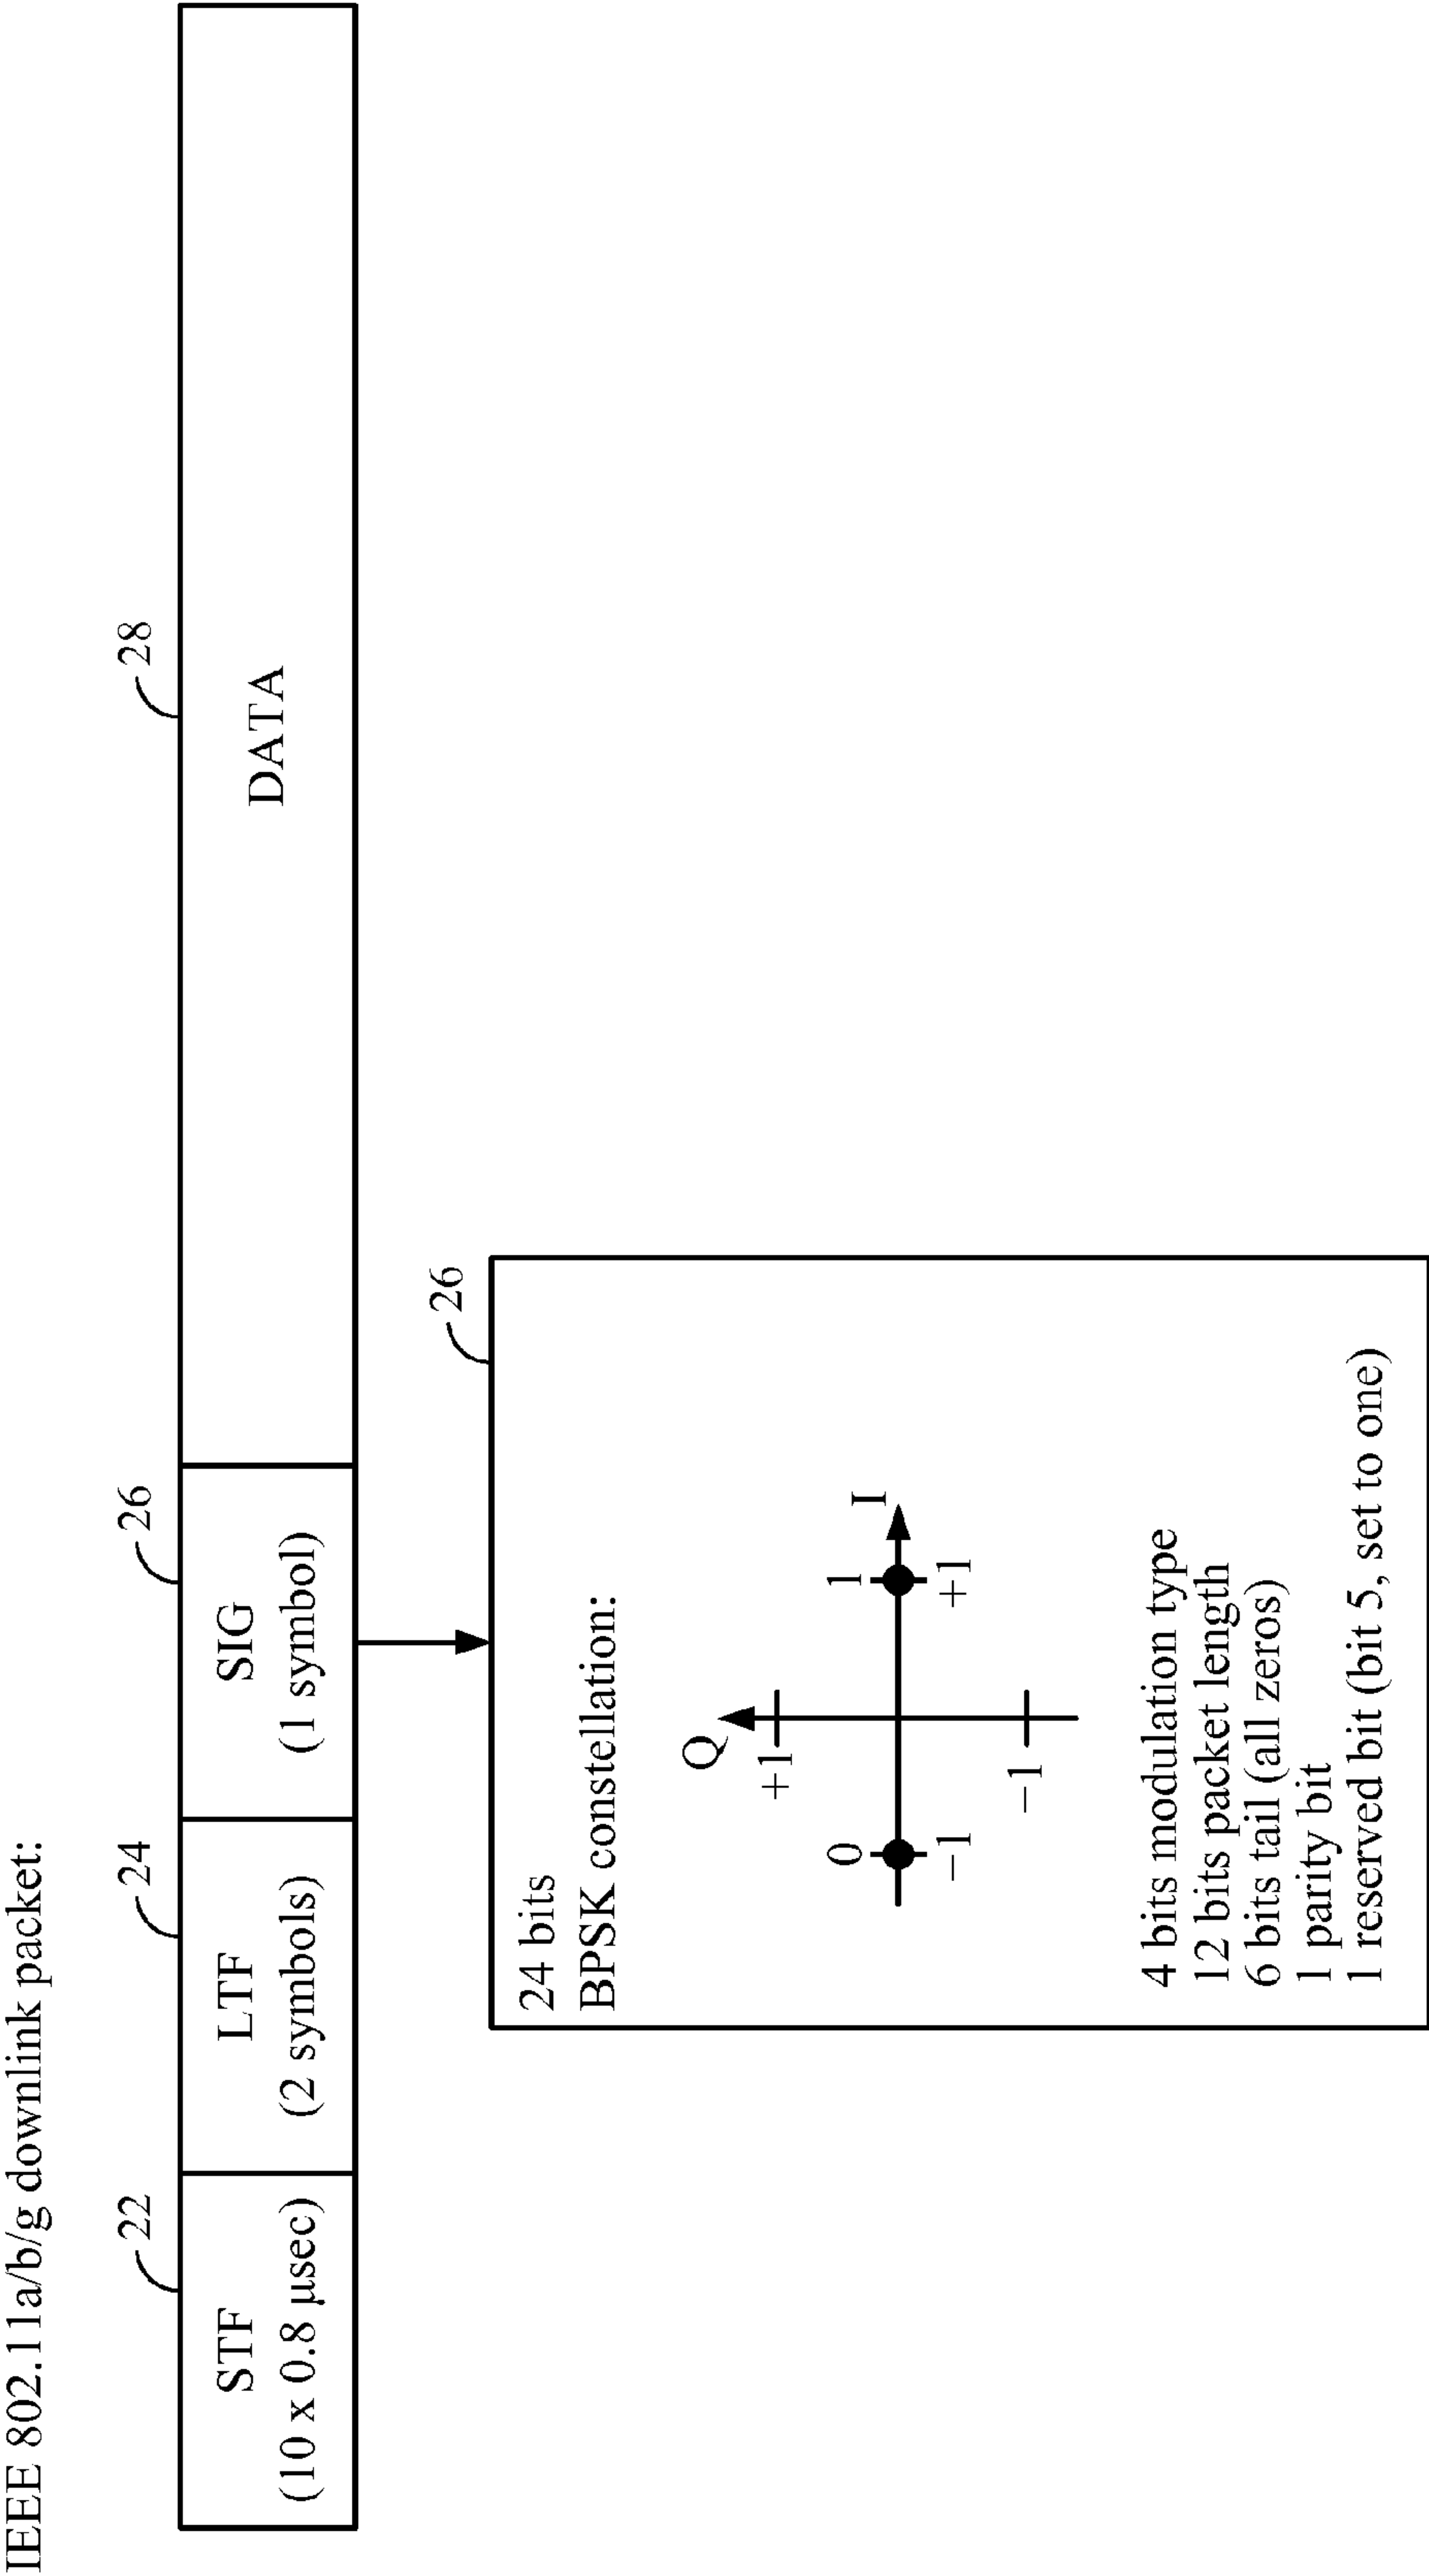 IEEE 802.11a/b/g downlink packet:
22
24
26
28
STF
(10 x 0.8 μsec)
LTF
(2 symbols)
SIG
(1 symbol)
DATA
26
24 bits
BPSK constellation:
Q
+1
0
1
I
−1
+1
−1
4 bits modulation type
12 bits packet length
6 bits tail (all zeros)
1 parity bit
1 reserved bit (bit 5, set to one)